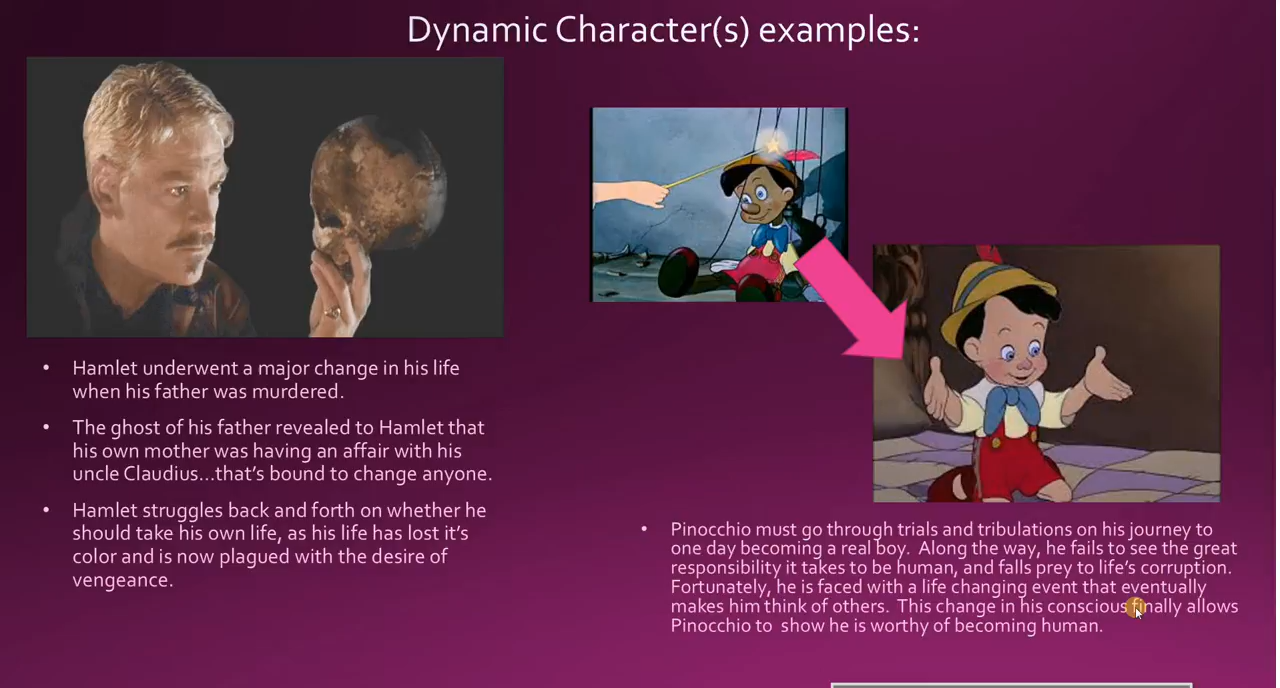 Dynamic Character(s) examples:
• Hamlet underwent a major change in his life
when his father was murdered.
• The ghost of his father revealed to Hamlet that
his own mother was having an affair with his
uncle Claudius...that's bound to change anyone.
• Hamlet struggles back and forth on whether he
should take his own life, as his life has lost it's
color and is now plagued with the desire of
vengeance.
• Pinocchio must go through trials and tribulations on his journey to
one day becoming a real boy. Along the way, he fails to see the great
responsibility it takes to be human, and falls prey to life's corruption.
Fortunately, he is faced with a life changing event that eventually
makes him think of others. This change in his conscious finally allows
Pinocchio to show he is worthy of becoming human.